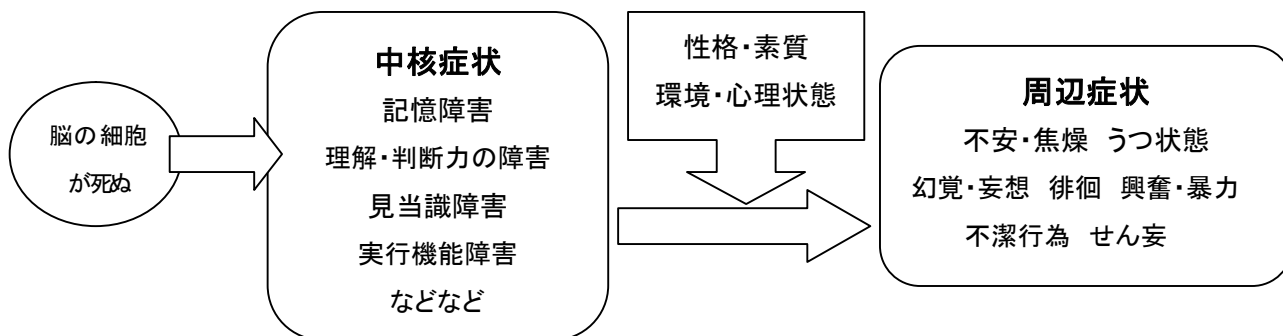 脳の細胞
が死ぬ
中核症状
記憶障害
理解・判断力の障害
見当識障害
実行機能障害
などなど
性格・素質
環境・心理状態
周辺症状
不安・焦燥 うつ状態
幻覚・妄想 徘徊 興奮・暴力
不潔行為 せん妄